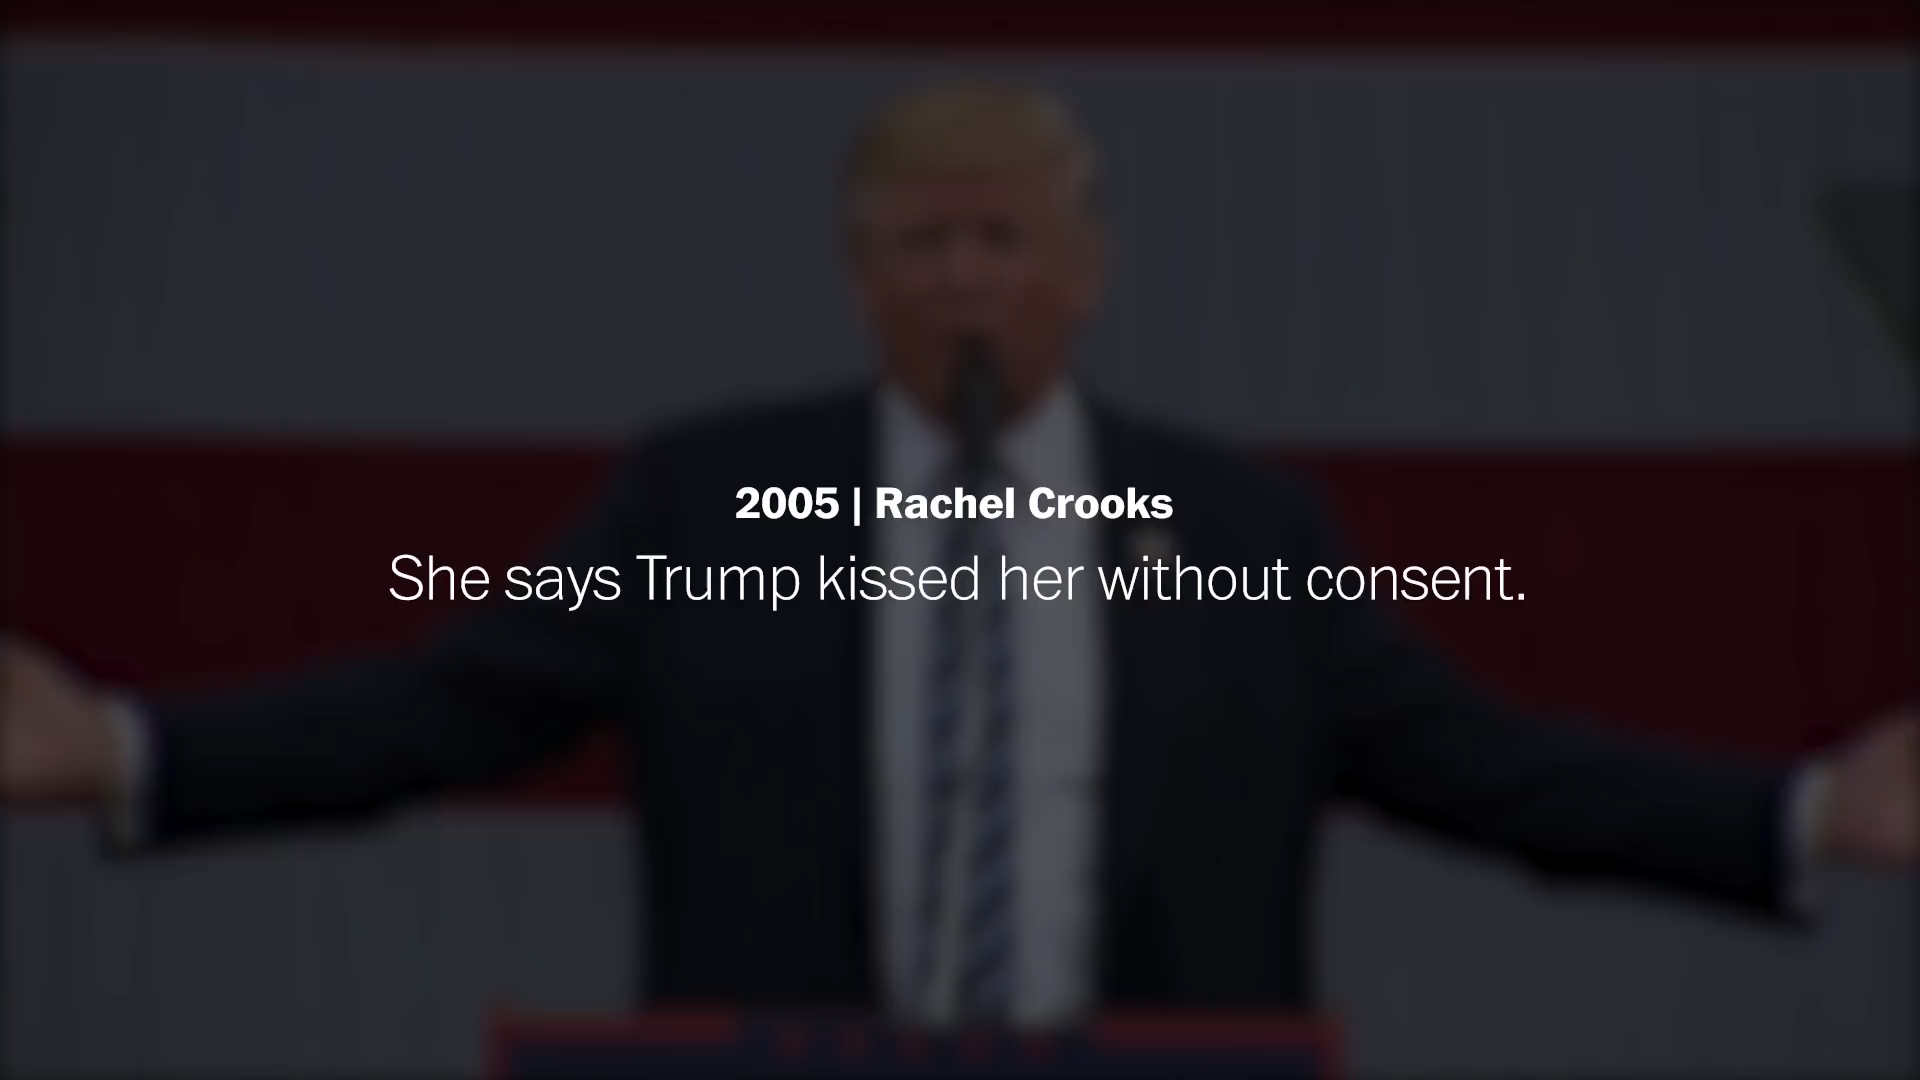 2005 | Rachel Crooks
She says Trump kissed her without consent.